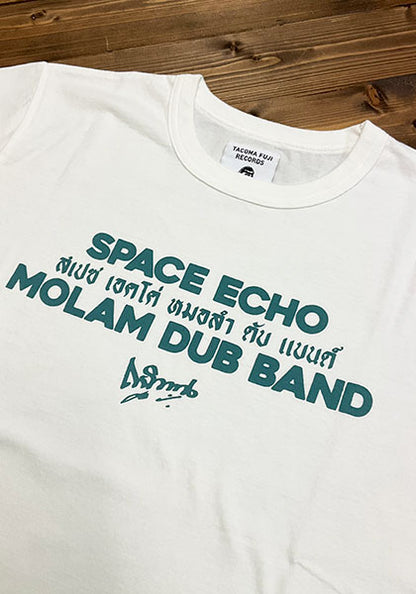 TACOMA FUJI
RECORDS
SPACE ECHO
สเปซ เอคโค่ หมอลำ ดับ แบนด์
MOLAM DUB BAND